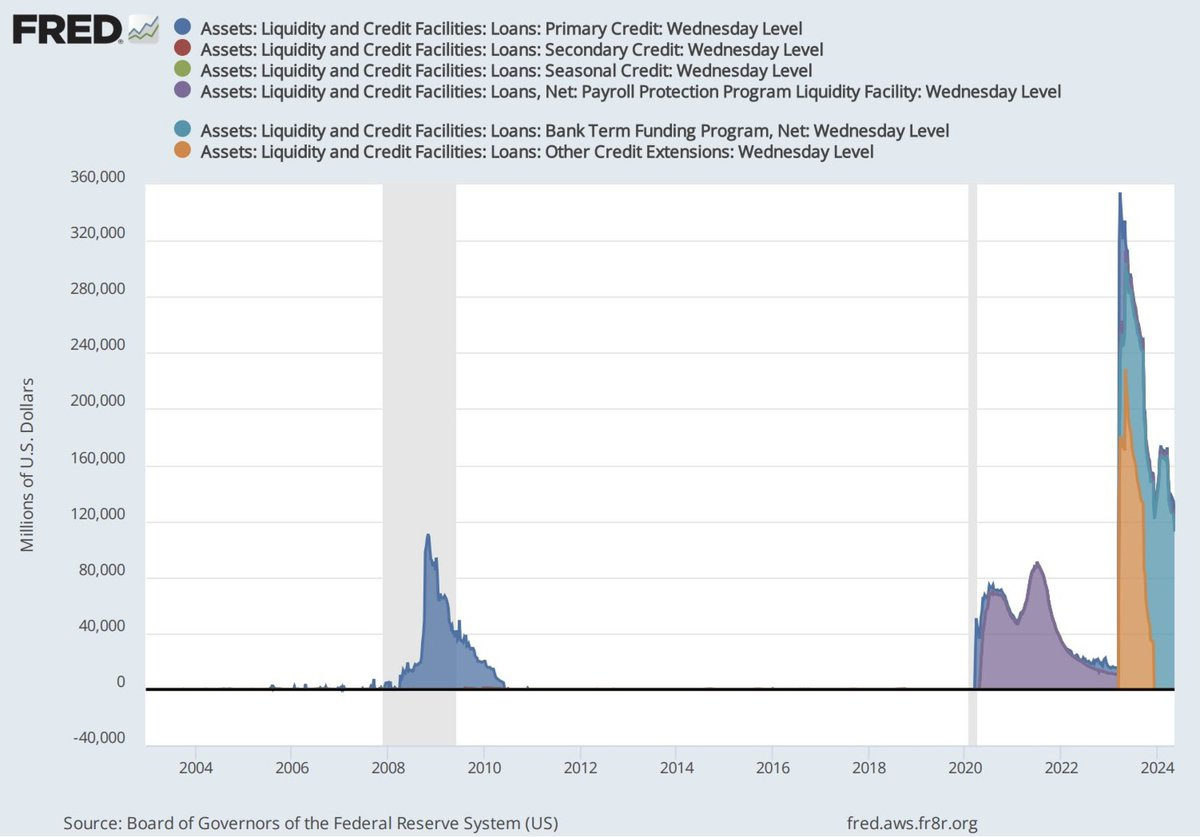 FRED
Assets: Liquidity and Credit Facilities: Loans: Primary Credit: Wednesday Level
Assets: Liquidity and Credit Facilities: Loans: Secondary Credit: Wednesday Level
Assets: Liquidity and Credit Facilities: Loans: Seasonal Credit: Wednesday Level
Assets: Liquidity and Credit Facilities: Loans, Net: Payroll Protection Program Liquidity Facility: Wednesday Level
Assets: Liquidity and Credit Facilities: Loans: Bank Term Funding Program, Net: Wednesday Level
Assets: Liquidity and Credit Facilities: Loans: Other Credit Extensions: Wednesday Level
Millions of U.S. Dollars
360,000
320,000
280,000
240,000
200,000
160,000
120,000
80,000
40,000
0
-40,000
2004 2006 2008 2010 2012 2014 2016 2018 2020 2022 2024
Source: Board of Governors of the Federal Reserve System (US)
fred.aws.fr8r.org